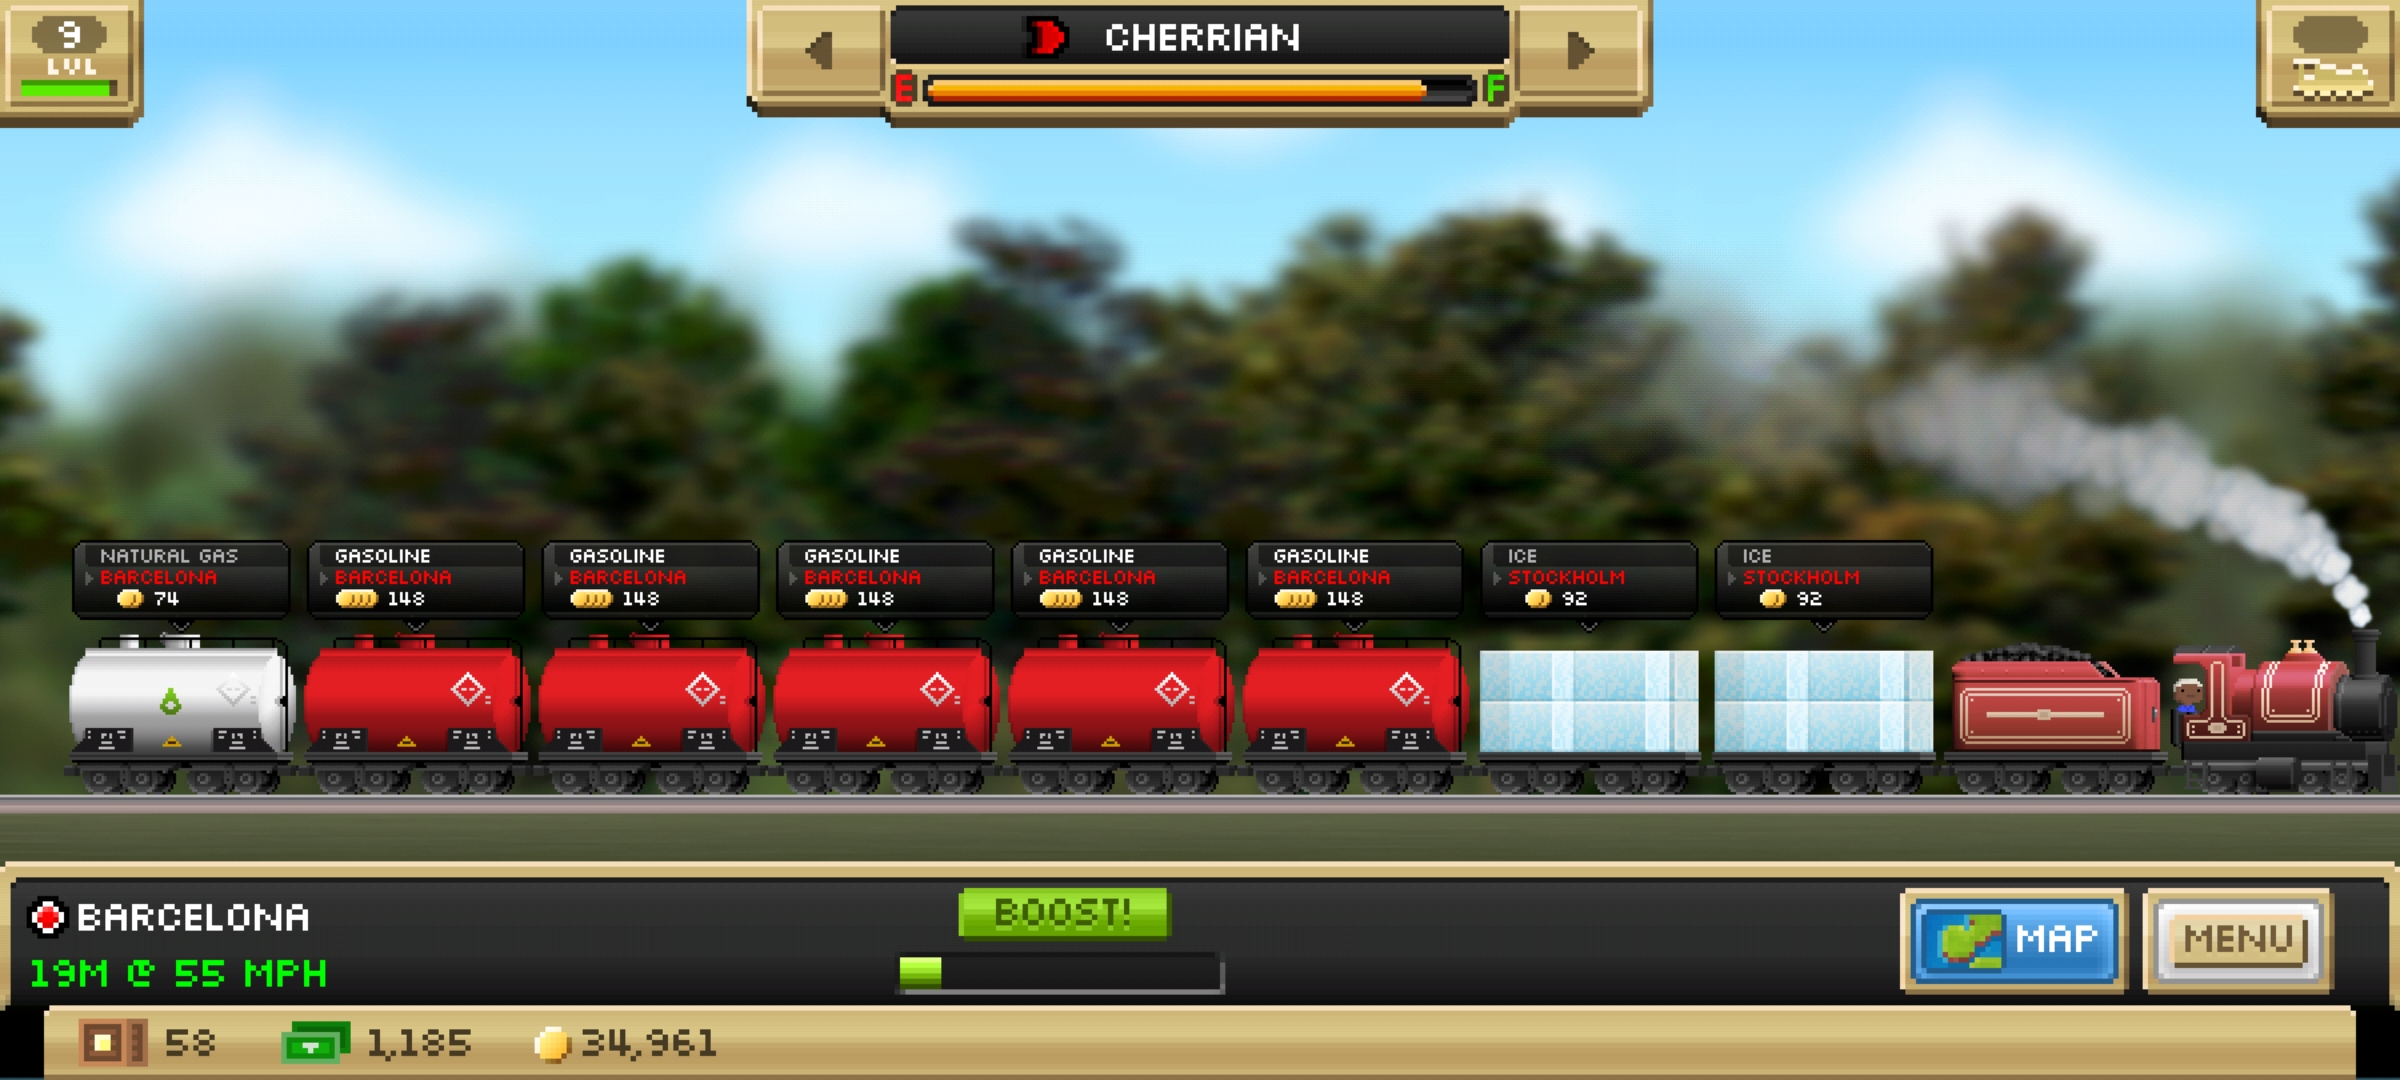 9
LVL
CHERRIAN
E
F
NATURAL GAS
BARCELONA
74
GASOLINE
BARCELONA
148
GASOLINE
BARCELONA
148
GASOLINE
BARCELONA
148
GASOLINE
BARCELONA
148
GASOLINE
BARCELONA
148
ICE
STOCKHOLM
92
ICE
STOCKHOLM
92
BARCELONA
19M @ 55 MPH
BOOST!
MAP
MENU
58
1,185
34,961